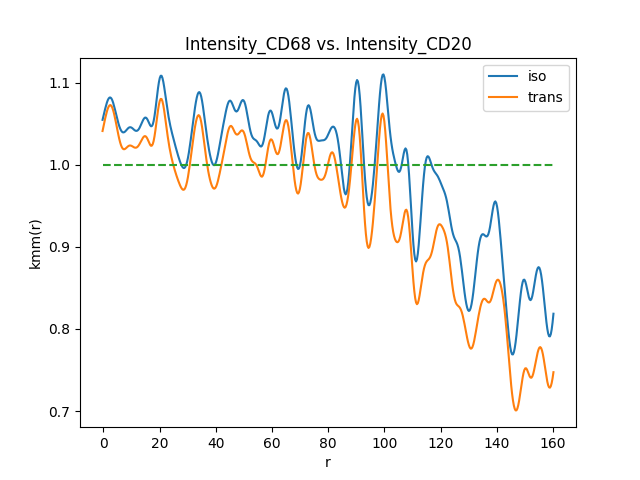 Intensity_CD68 vs. Intensity_CD20
iso
trans
kmm(r)
1.1
1.0
0.9
0.8
0.7
0 20 40 60 80 100 120 140 160
r